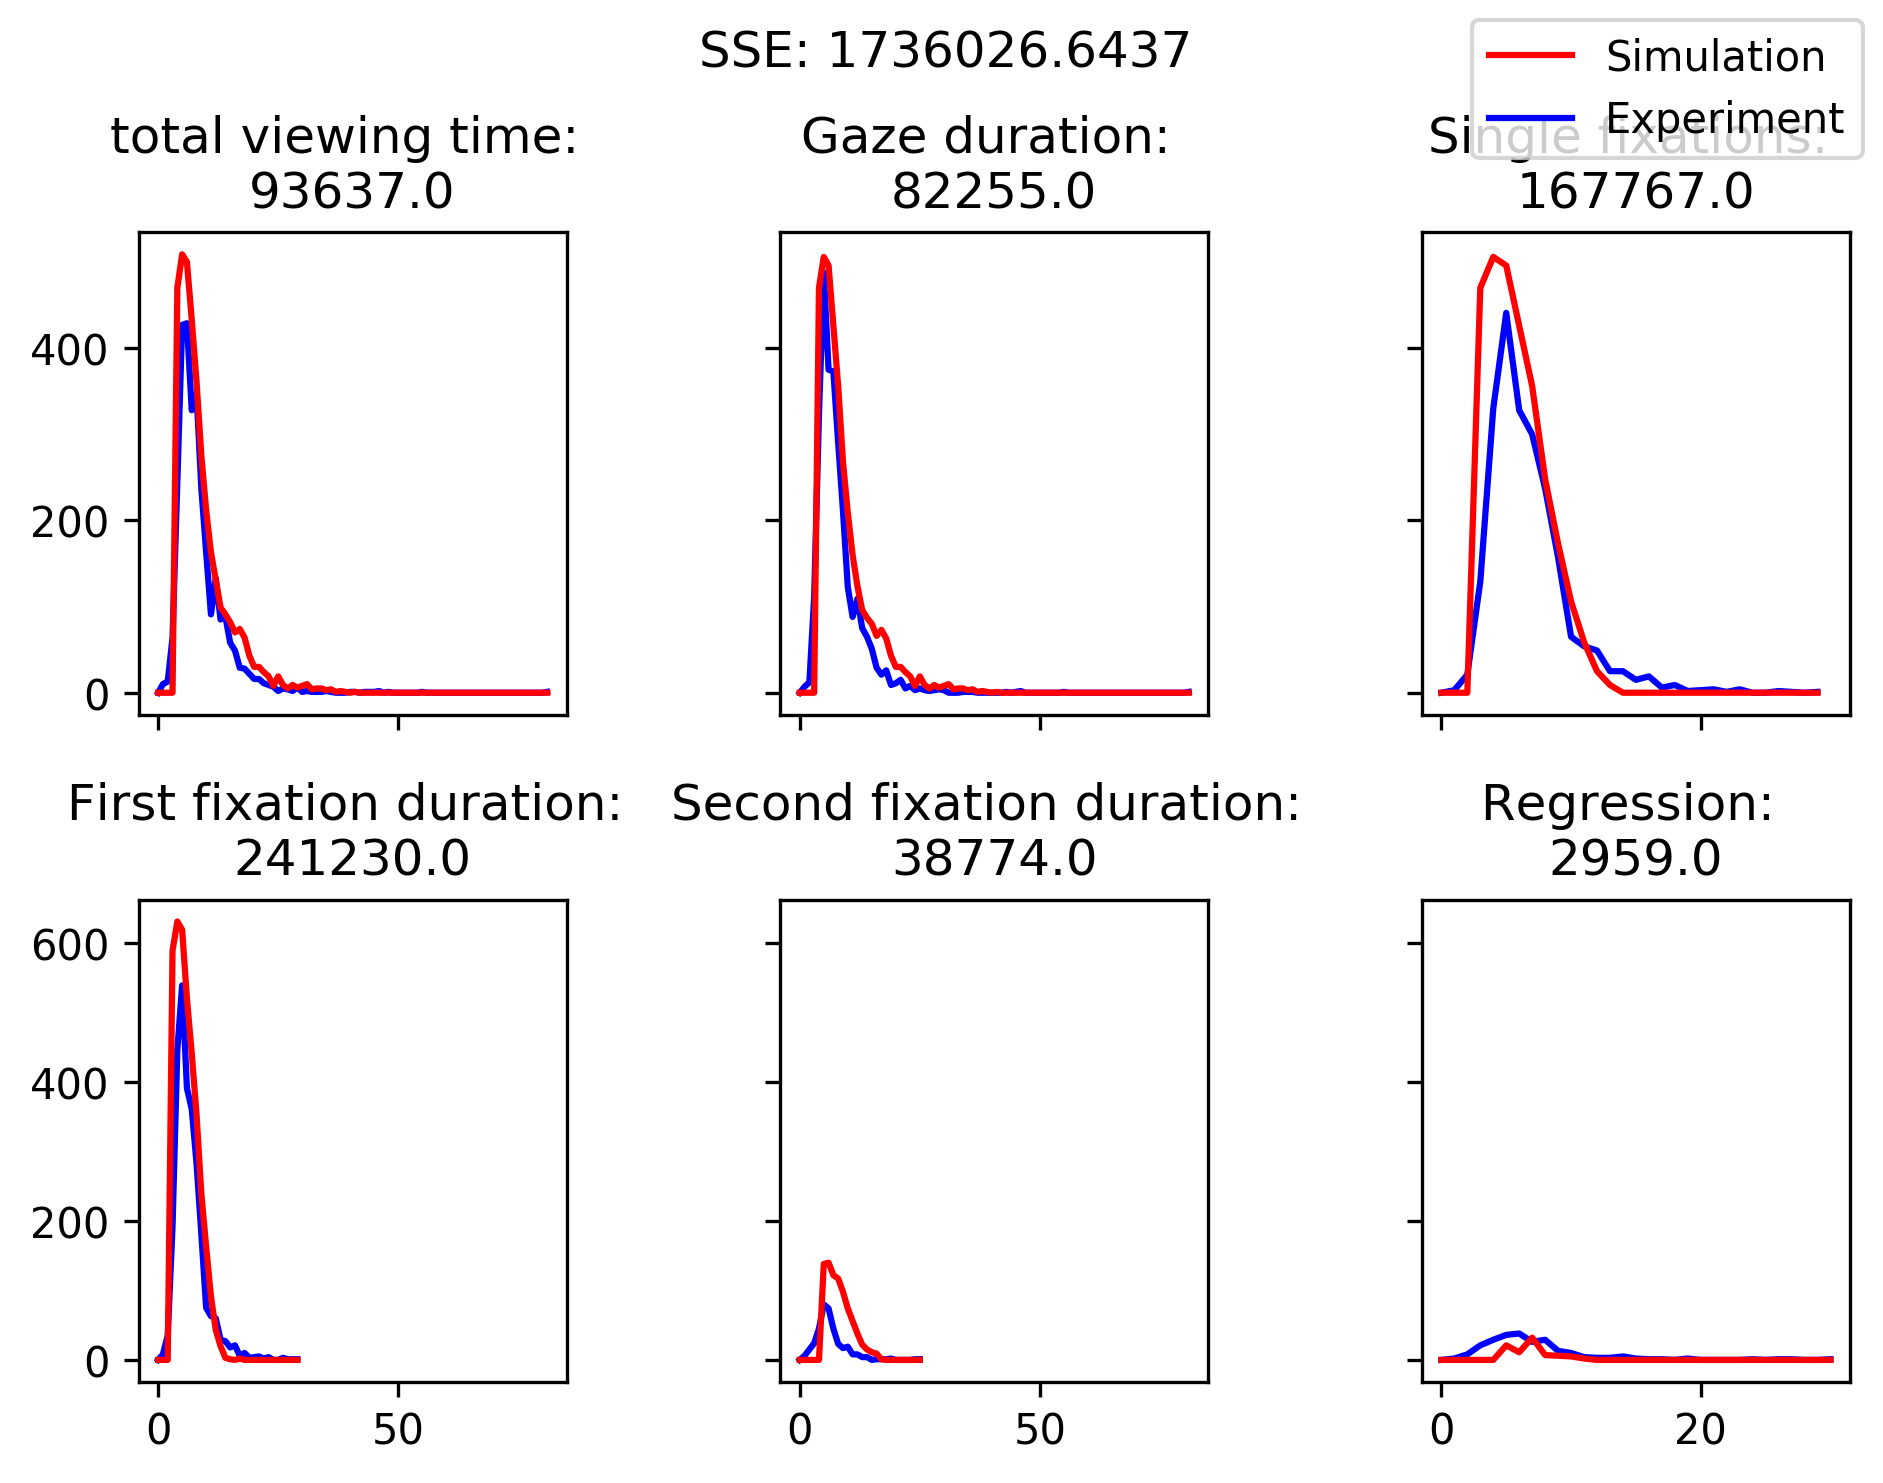 SSE: 1736026.6437
Simulation
Experiment
total viewing time:
93637.0
Gaze duration:
82255.0
Single fixations:
167767.0
400
200
0
First fixation duration:
241230.0
Second fixation duration:
38774.0
Regression:
2959.0
600
400
200
0
0 50
0 50
0 20